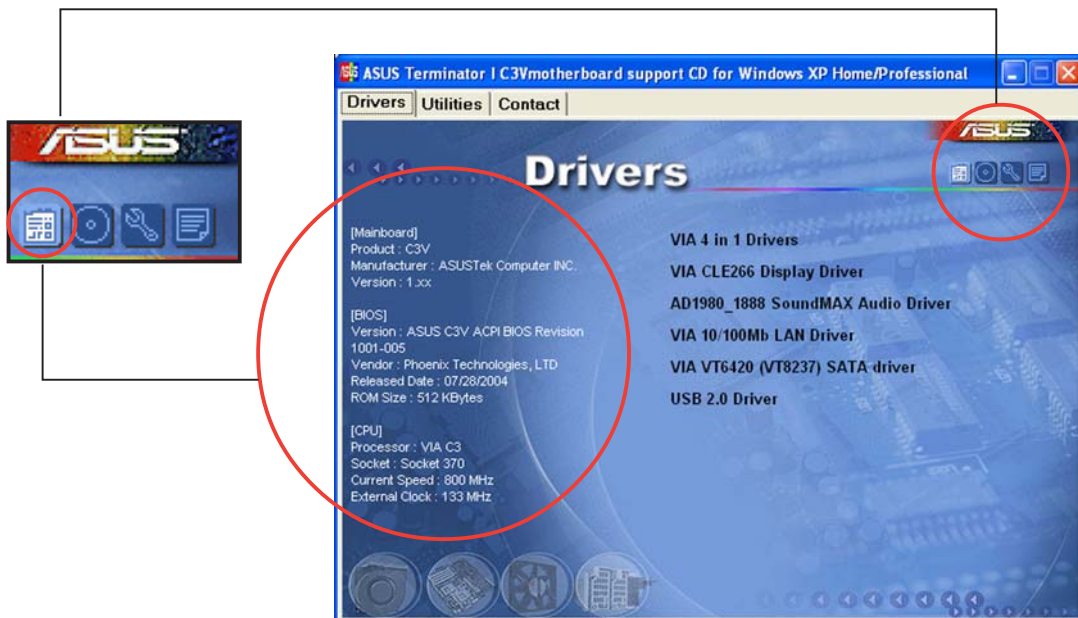 ASUS Terminator I C3Vmotherboard support CD for Windows XP Home/Professional
Drivers Utilities Contact
ASUS
ASUS
Drivers
[Mainboard]
Product : C3V
Manufacturer : ASUSTek Computer INC.
Version : 1.xx
[BIOS]
Version : ASUS C3V ACPI BIOS Revision
1001-005
Vendor : Phoenix Technologies, LTD
Released Date : 07/28/2004
ROM Size : 512 KBytes
[CPU]
Processor : VIA C3
Socket : Socket 370
Current Speed : 800 MHz
External Clock : 133 MHz
VIA 4 in 1 Drivers
VIA CLE266 Display Driver
AD1980_1888 SoundMAX Audio Driver
VIA 10/100Mb LAN Driver
VIA VT6420 (VT8237) SATA driver
USB 2.0 Driver